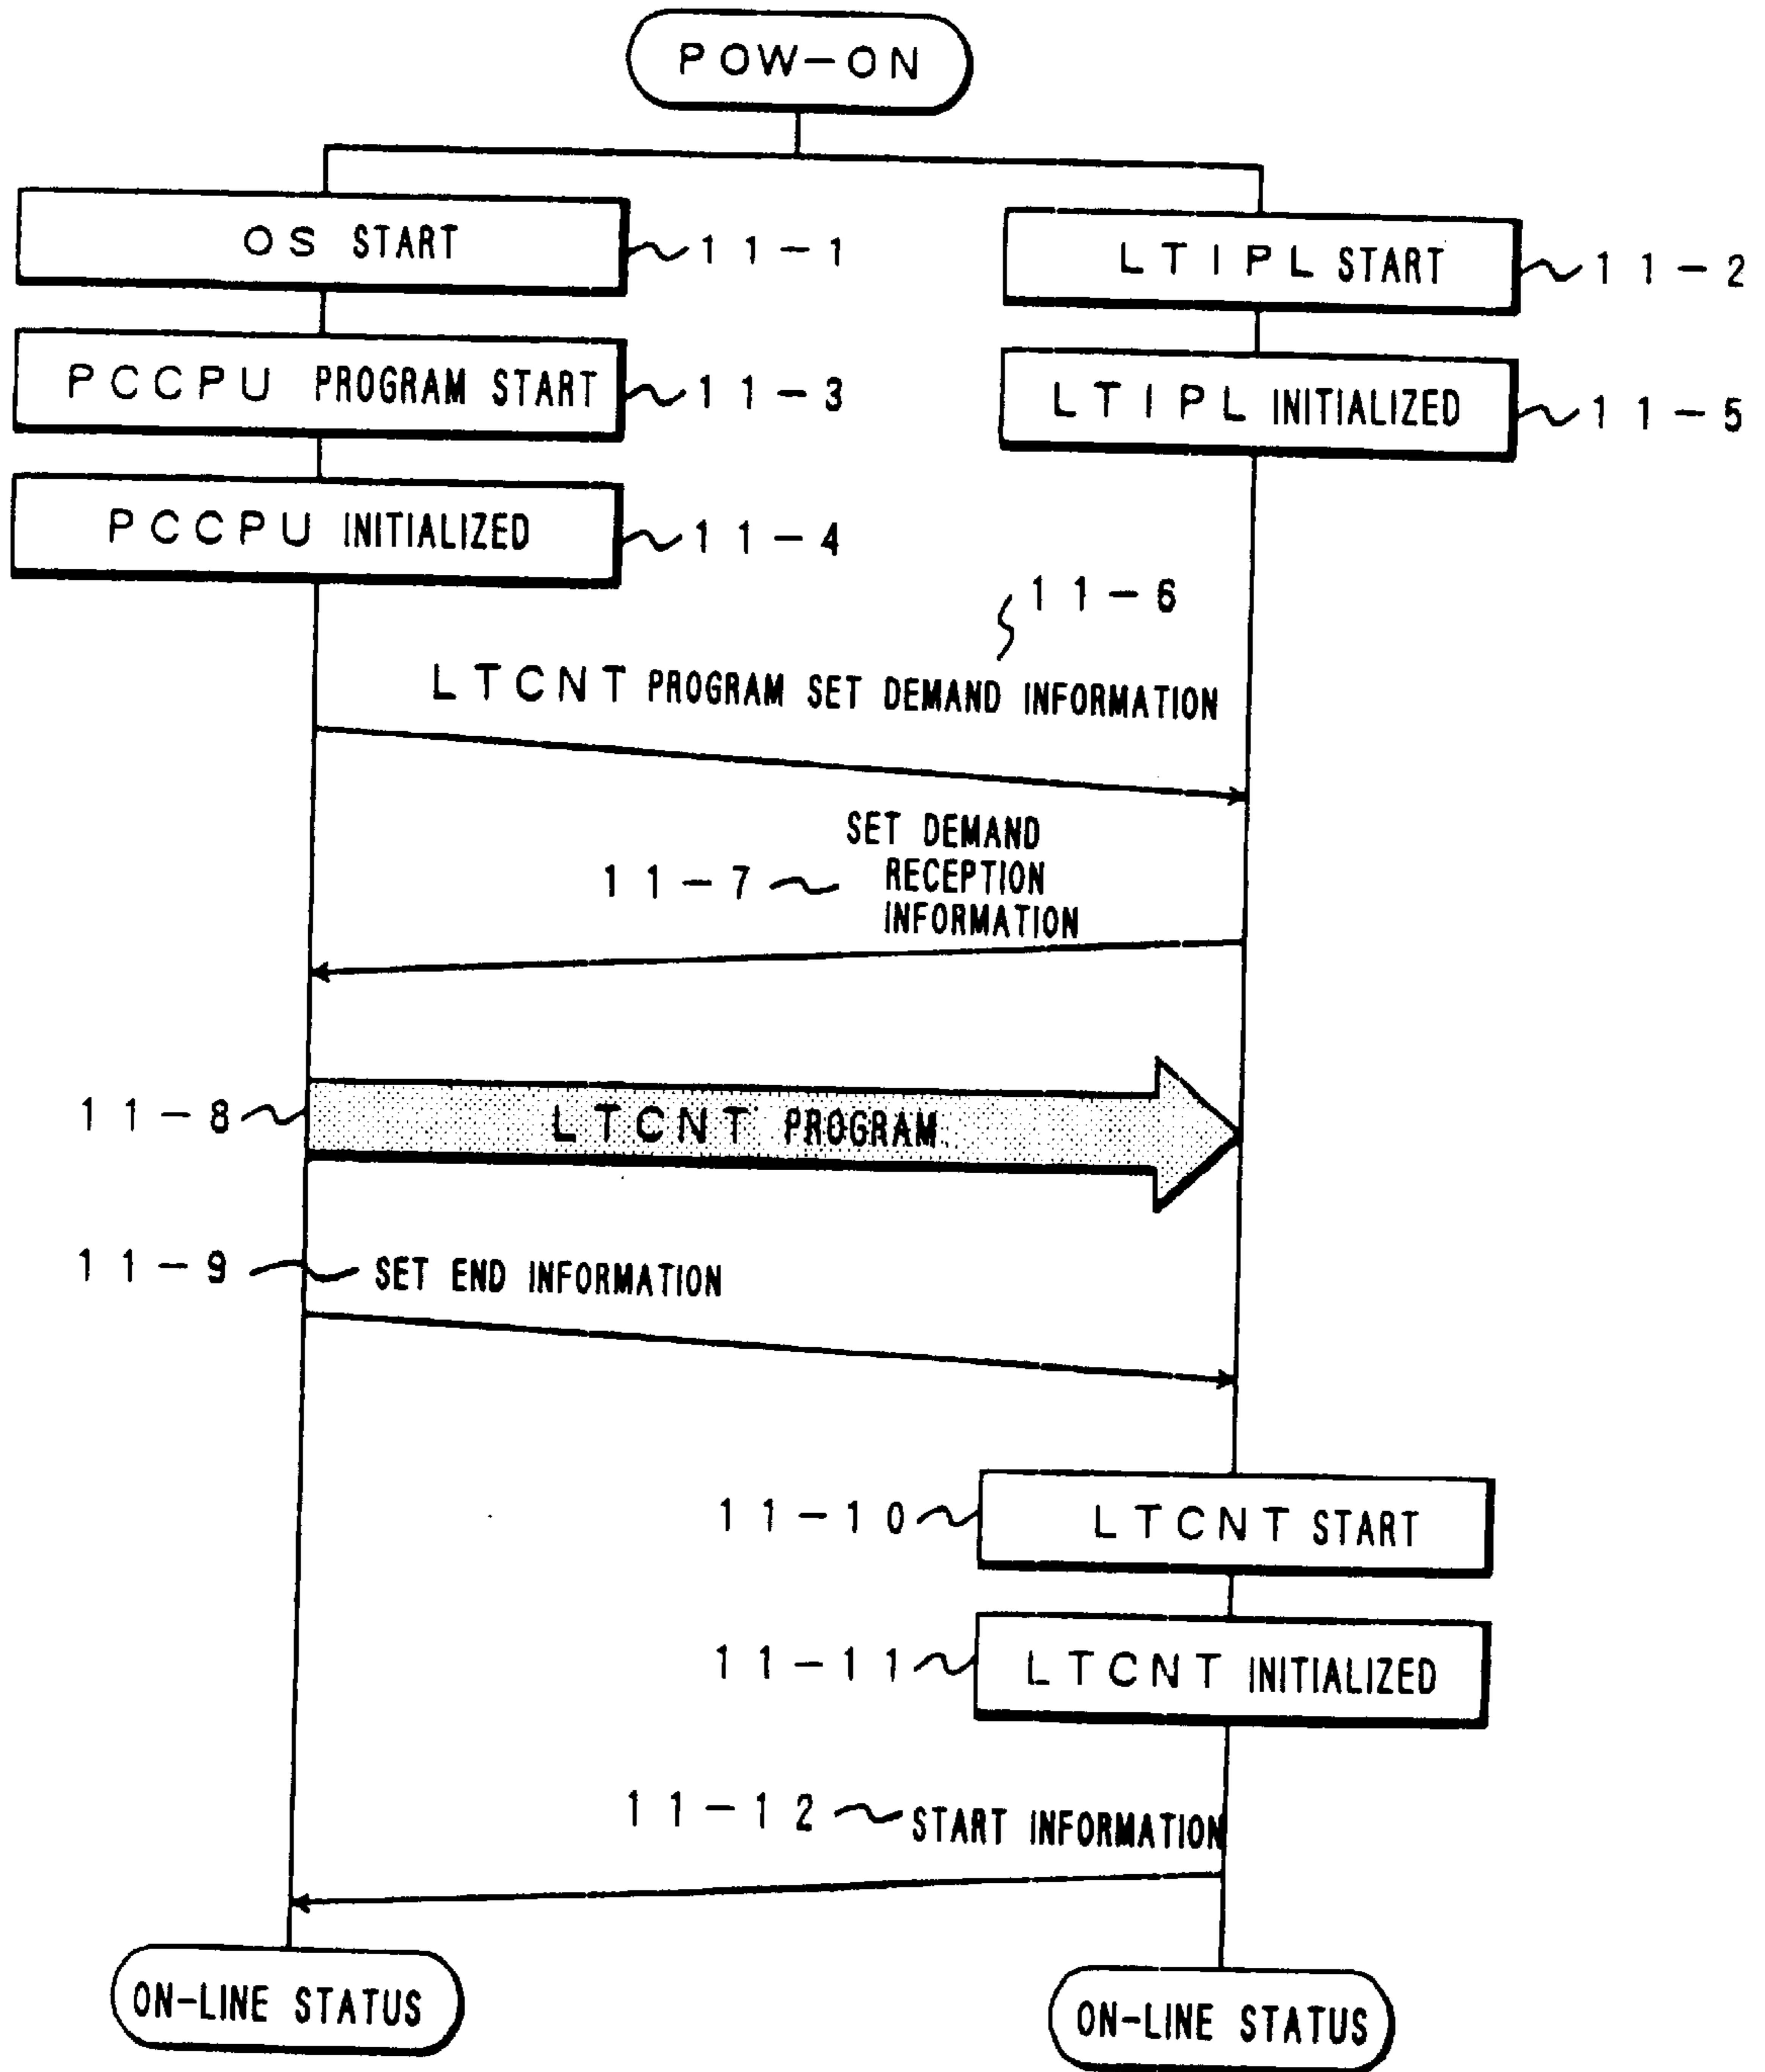 POW-ON
OS START
11-1
LTIPL START
11-2
PCCPU PROGRAM START
11-3
LTIPL INITIALIZED
11-5
PCCPU INITIALIZED
11-4
11-6
LTCNT PROGRAM SET DEMAND INFORMATION
SET DEMAND
RECEPTION
INFORMATION
11-7
11-8
LTCNT PROGRAM
11-9
SET END INFORMATION
11-10
LTCNT START
11-11
LTCNT INITIALIZED
11-12
START INFORMATION
ON-LINE STATUS
ON-LINE STATUS